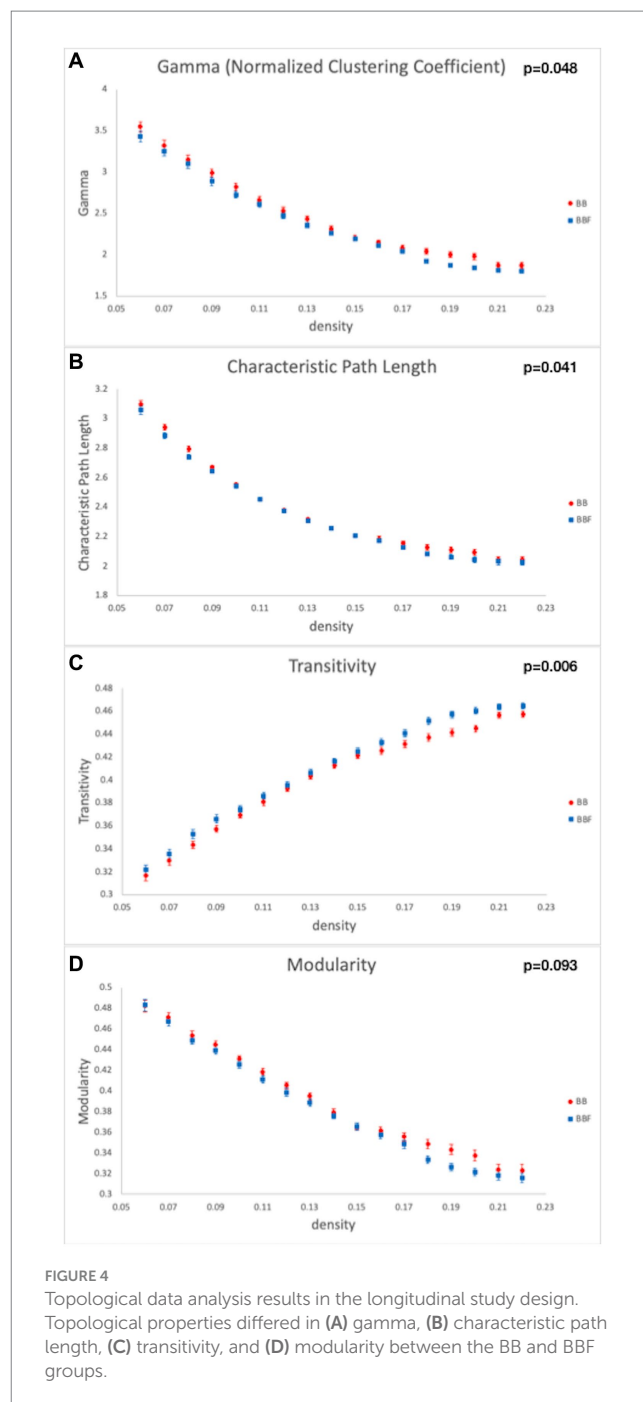 A
Gamma (Normalized Clustering Coefficient)
p=0.048
4
3.5
3
2.5
2
1.5
Gamma
0.05 0.07 0.09 0.11 0.13 0.15 0.17 0.19 0.21 0.23
density
BB
BBF
B
Characteristic Path Length
p=0.041
3.2
3
2.8
2.6
2.4
2.2
2
1.8
Characteristic Path Length
0.05 0.07 0.09 0.11 0.13 0.15 0.17 0.19 0.21 0.23
density
BB
BBF
C
Transitivity
p=0.006
0.48
0.46
0.44
0.42
0.4
0.38
0.36
0.34
0.32
0.3
Transitivity
0.05 0.07 0.09 0.11 0.13 0.15 0.17 0.19 0.21 0.23
density
BB
BBF
D
Modularity
p=0.093
0.5
0.48
0.46
0.44
0.42
0.4
0.38
0.36
0.34
0.32
0.3
Modularity
0.05 0.07 0.09 0.11 0.13 0.15 0.17 0.19 0.21 0.23
density
BB
BBF
FIGURE 4
Topological data analysis results in the longitudinal study design.
Topological properties differed in (A) gamma, (B) characteristic path
length, (C) transitivity, and (D) modularity between the BB and BBF
groups.